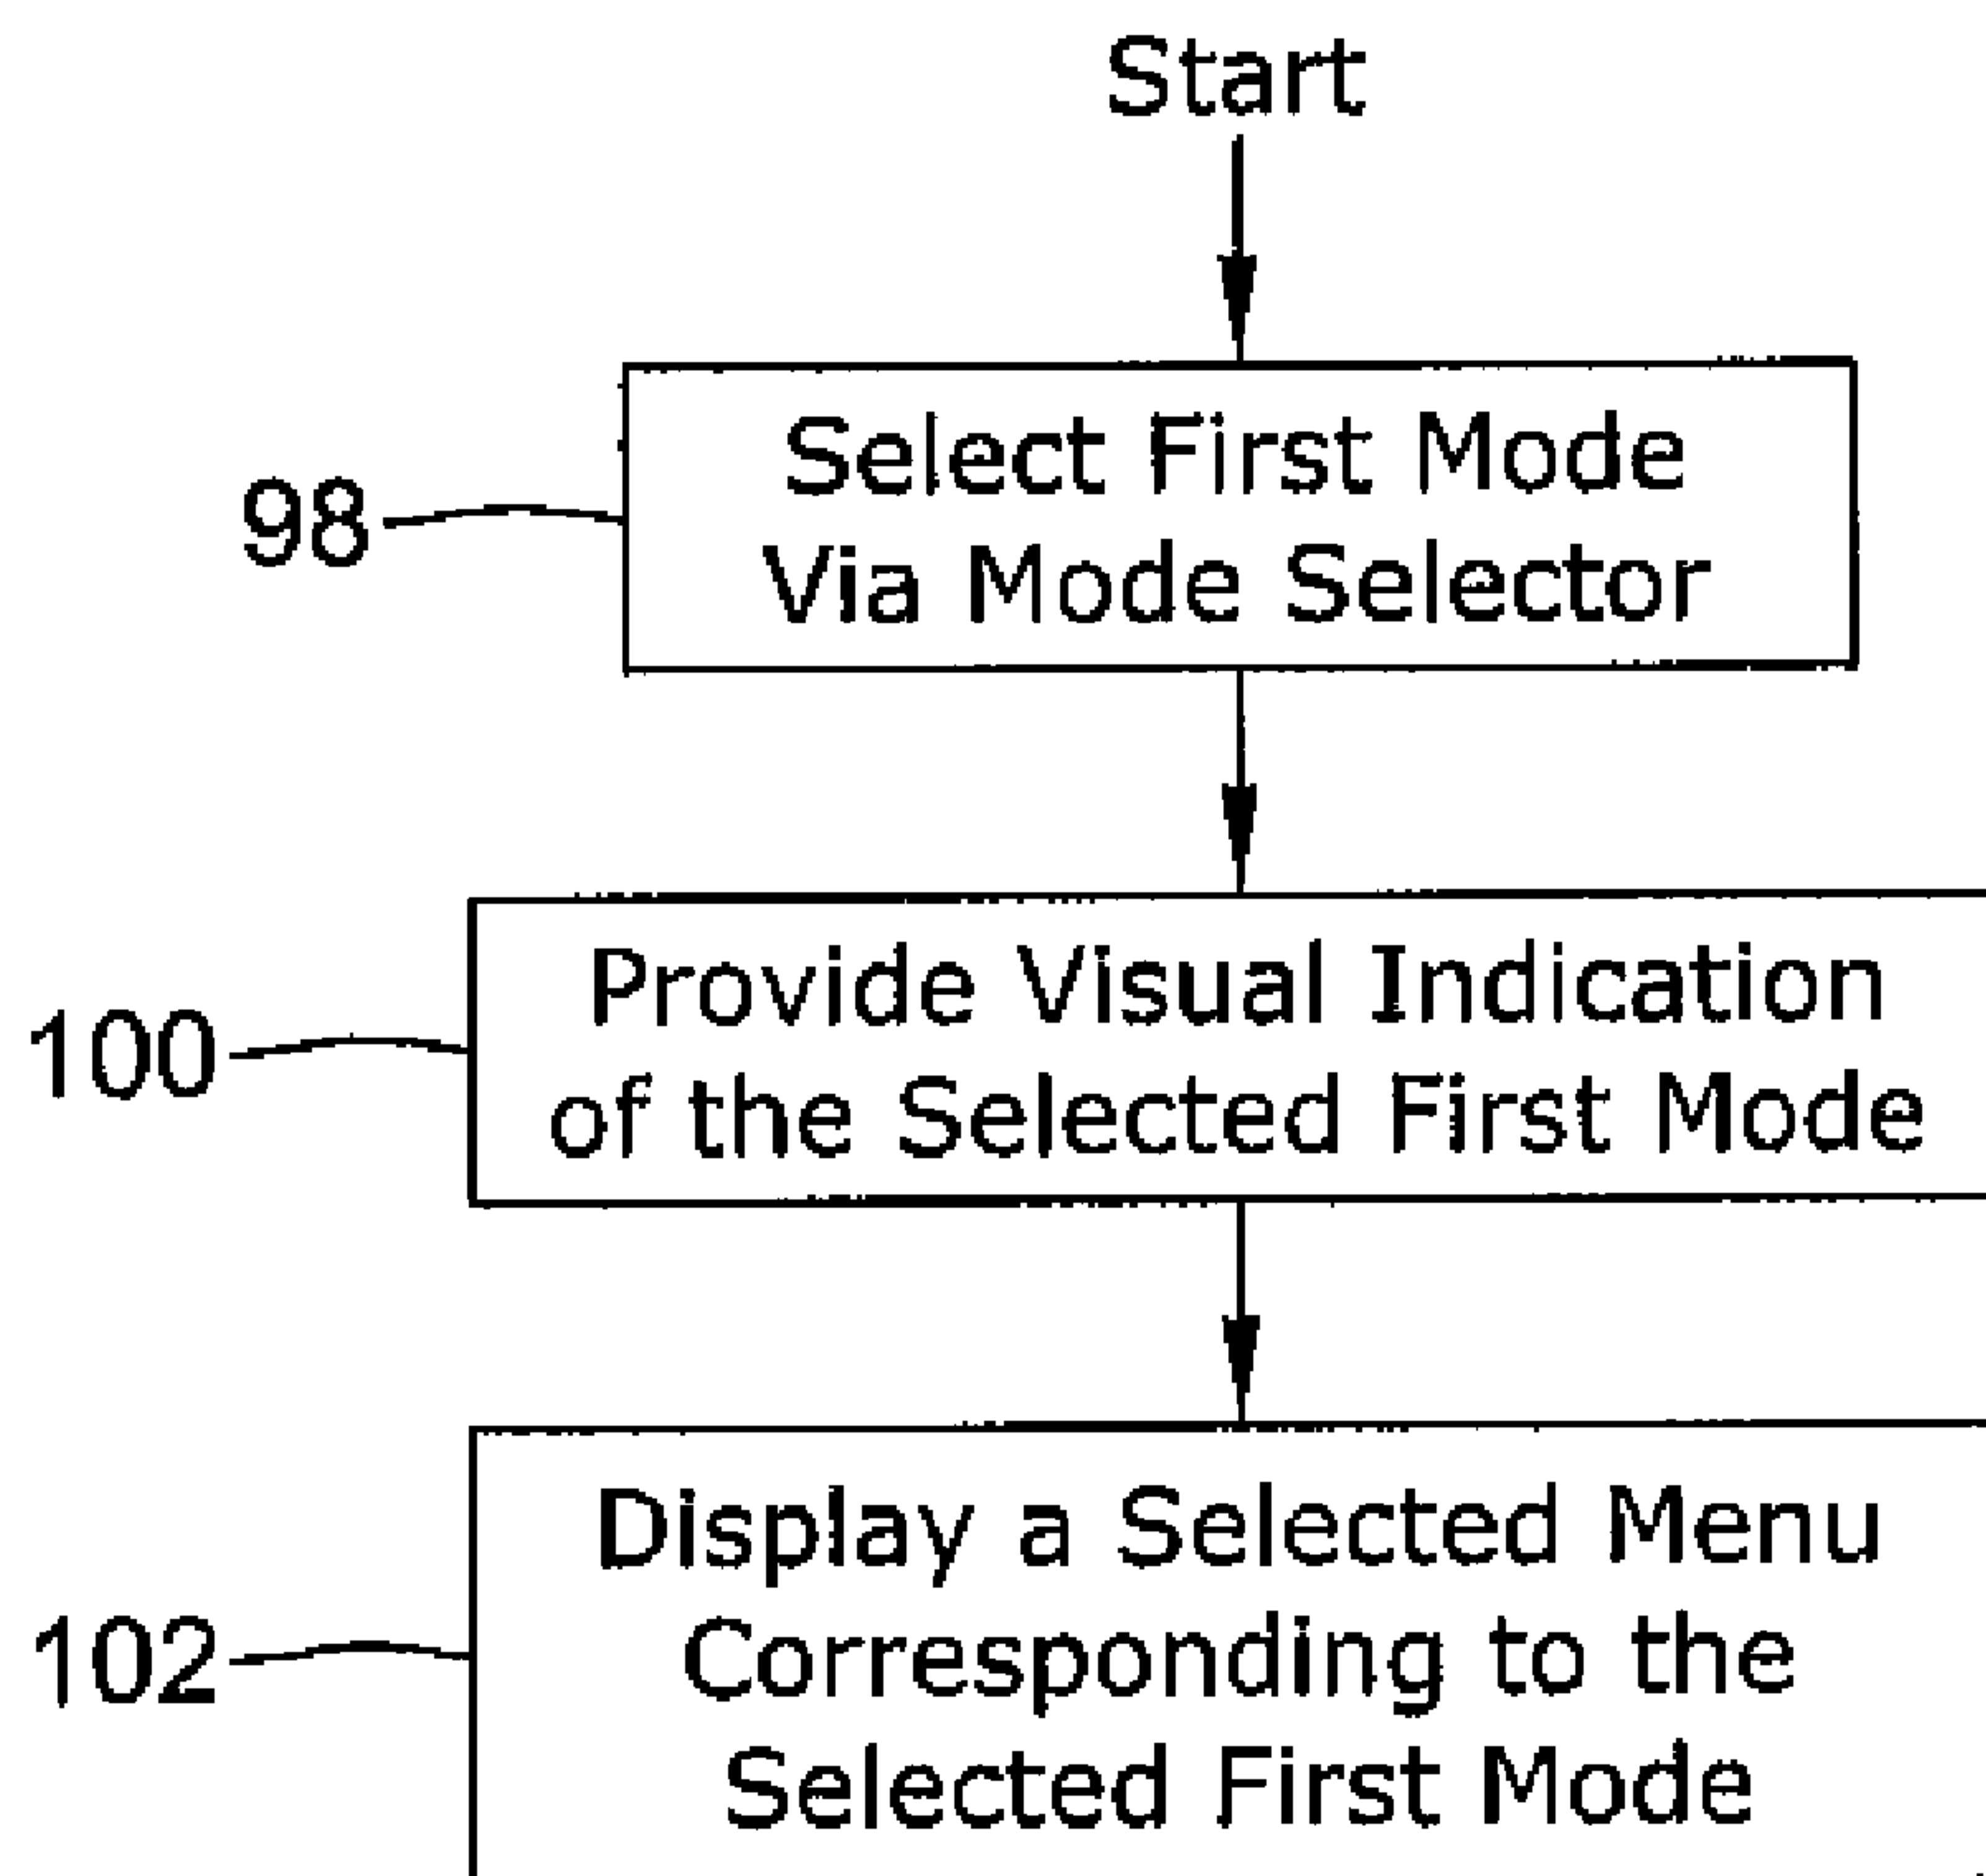 Start
98
Select First Mode
Via Mode Selector
100
Provide Visual Indication
of the Selected First Mode
102
Display a Selected Menu
Corresponding to the
Selected First Mode